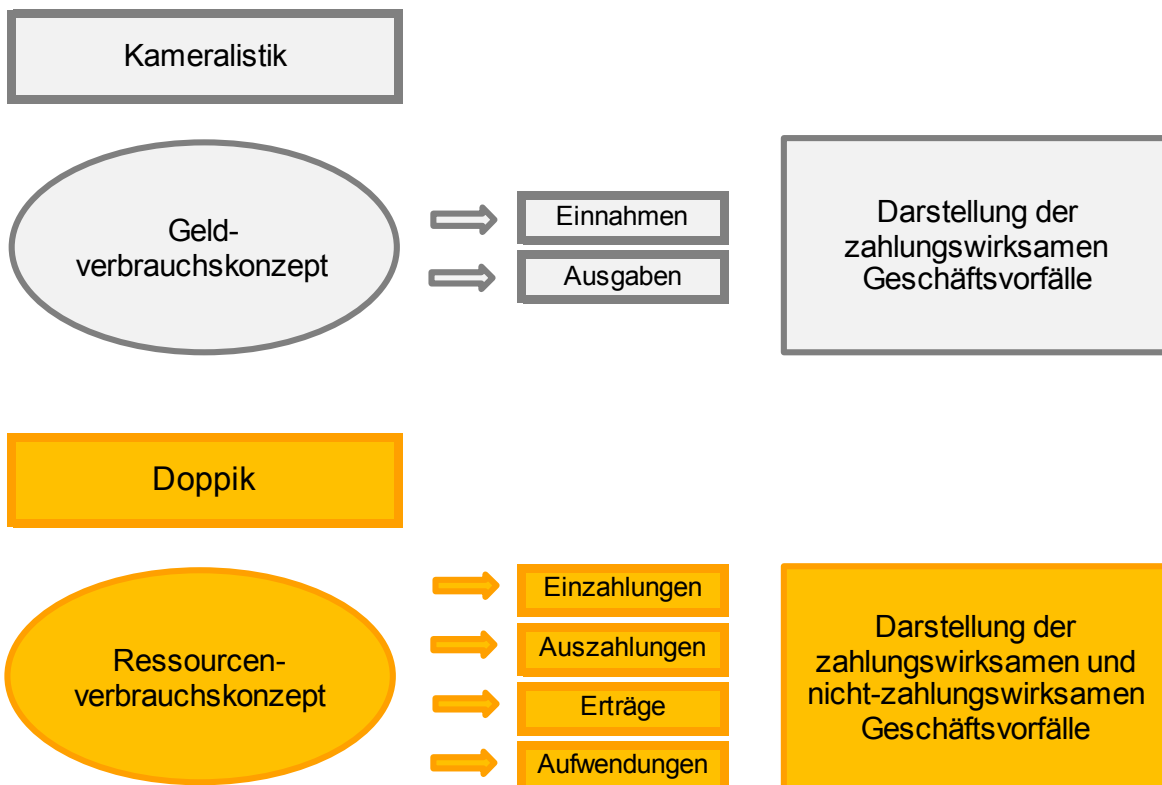 Kameralistik
Geld-
verbrauchskonzept
Einnahmen
Ausgaben
Darstellung der
zahlungswirksamen
Geschäftsvorfälle
Doppik
Ressourcen-
verbrauchskonzept
Einzahlungen
Auszahlungen
Erträge
Aufwendungen
Darstellung der
zahlungswirksamen und
nicht-zahlungswirksamen
Geschäftsvorfälle